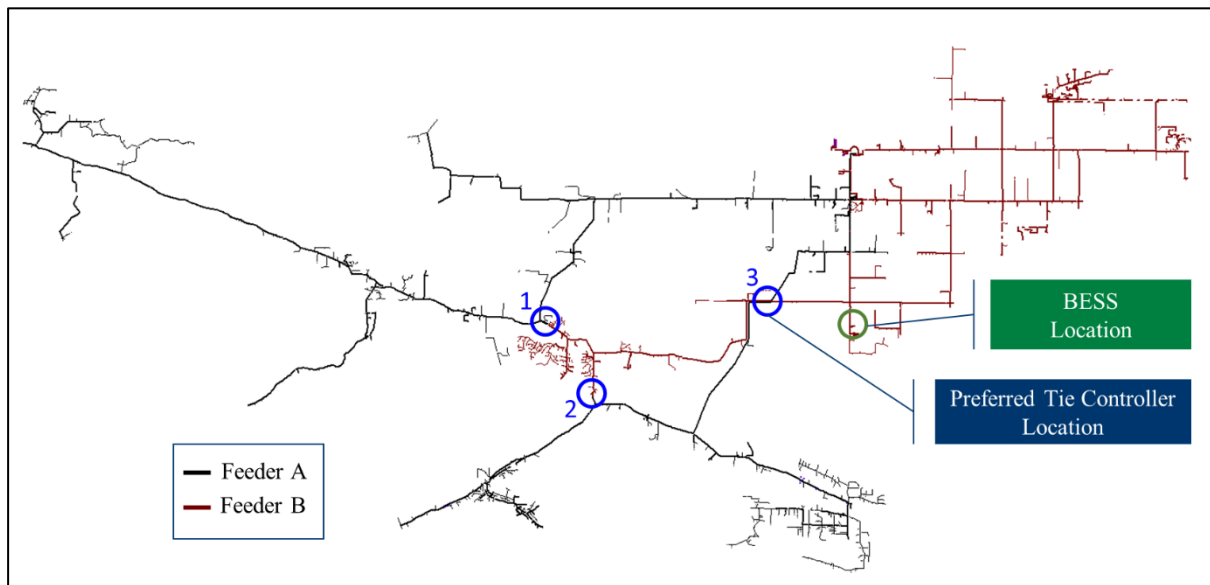 1
3
2
BESS
Location
Preferred Tie Controller
Location
Feeder A
Feeder B